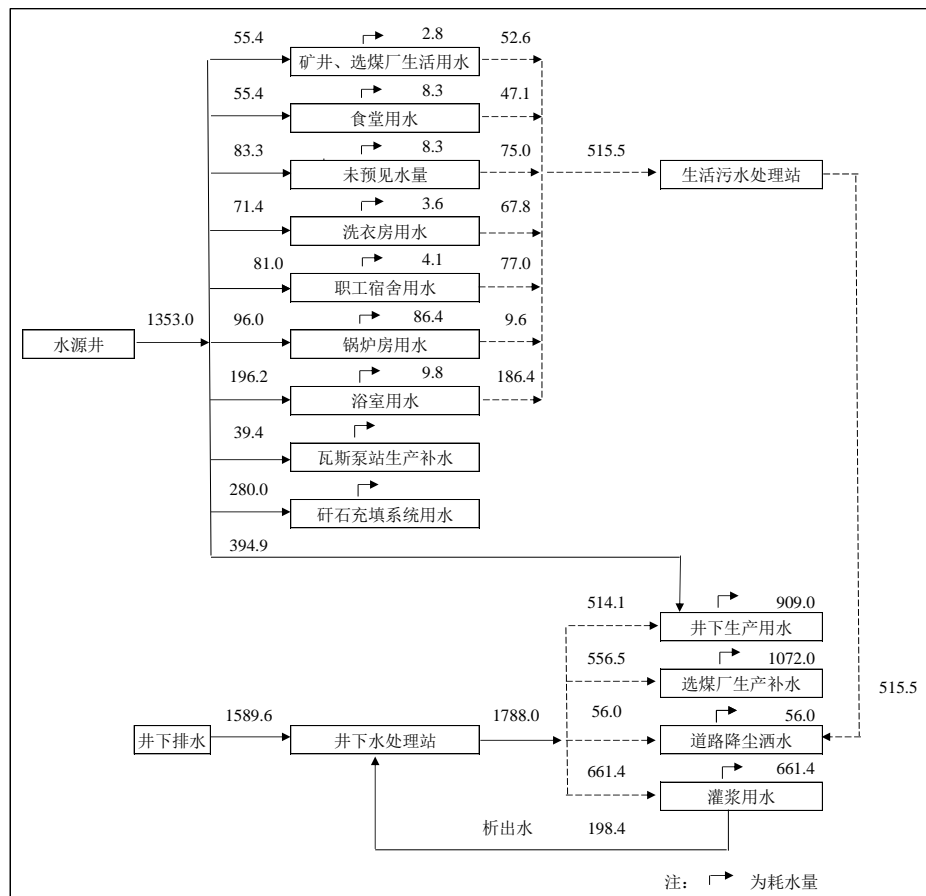 2.8
55.4
52.6
矿井、选煤厂生活用水
8.3
55.4
47.1
食堂用水
8.3
83.3
75.0
未预见水量
515.5
生活污水处理站
3.6
71.4
67.8
洗衣房用水
4.1
81.0
77.0
职工宿舍用水
86.4
96.0
9.6
锅炉房用水
水源井
1353.0
9.8
196.2
186.4
浴室用水
39.4
瓦斯泵站生产补水
280.0
矸石充填系统用水
394.9
514.1
909.0
井下生产用水
556.5
1072.0
选煤厂生产补水
515.5
1589.6
1788.0
56.0
56.0
井下排水
井下水处理站
道路降尘洒水
661.4
661.4
灌浆用水
析出水
198.4
注：
为耗水量